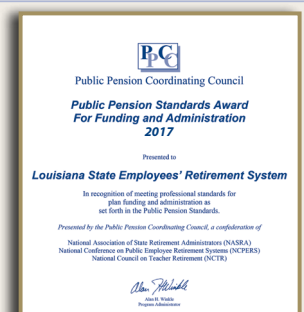 PPCC
Public Pension Coordinating Council
Public Pension Standards Award
For Funding and Administration
2017
Presented to
Louisiana State Employees' Retirement System
In recognition of meeting professional standards for
plan funding and administration as
set forth in the Public Pension Standards.
Presented by the Public Pension Coordinating Council, a confederation of
National Association of State Retirement Administrators (NASRA)
National Conference on Public Employee Retirement Systems (NCPERS)
National Council on Teacher Retirement (NCTR)
Alan H. Winkle
Alan H. Winkle
Program Administrator